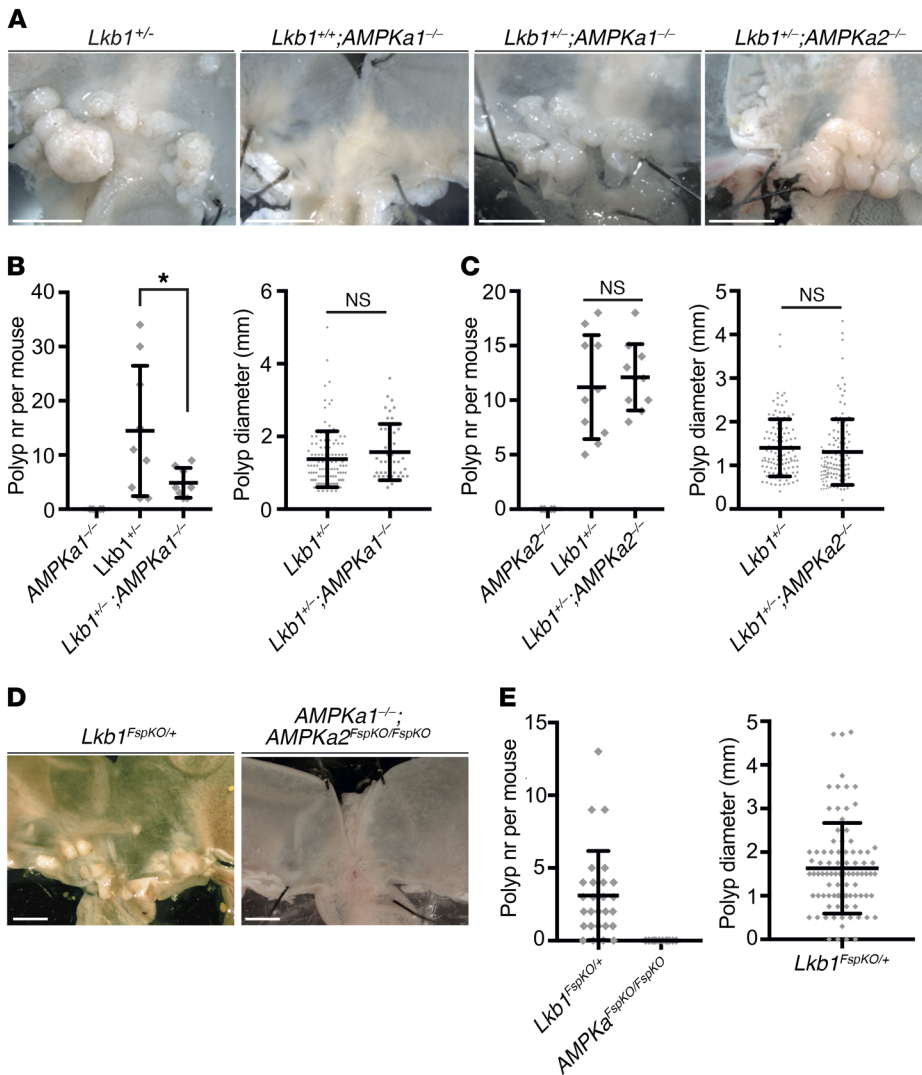 A
Lkb1+/-
Lkb1+/+;AMPKa1–/–
Lkb1+/–;AMPKa1–/–
Lkb1+/–;AMPKa2–/–
B
Polyp nr per mouse
40
30
20
10
0
*
AMPKa1–/–
Lkb1+/–
Lkb1+/–;AMPKa1–/–
Polyp diameter (mm)
6
4
2
0
NS
Lkb1+/–
Lkb1+/–;AMPKa1–/–
C
Polyp nr per mouse
20
15
10
5
0
NS
AMPKa2–/–
Lkb1+/–
Lkb1+/–;AMPKa2–/–
Polyp diameter (mm)
5
4
3
2
1
0
NS
Lkb1+/–
Lkb1+/–;AMPKa2–/–
D
Lkb1FspKO/+
AMPKa1–/–;
AMPKa2FspKO/FspKO
E
Polyp nr per mouse
15
10
5
0
Lkb1FspKO/+
AMPKaFspKO/FspKO
Polyp diameter (mm)
5
4
3
2
1
0
Lkb1FspKO/+